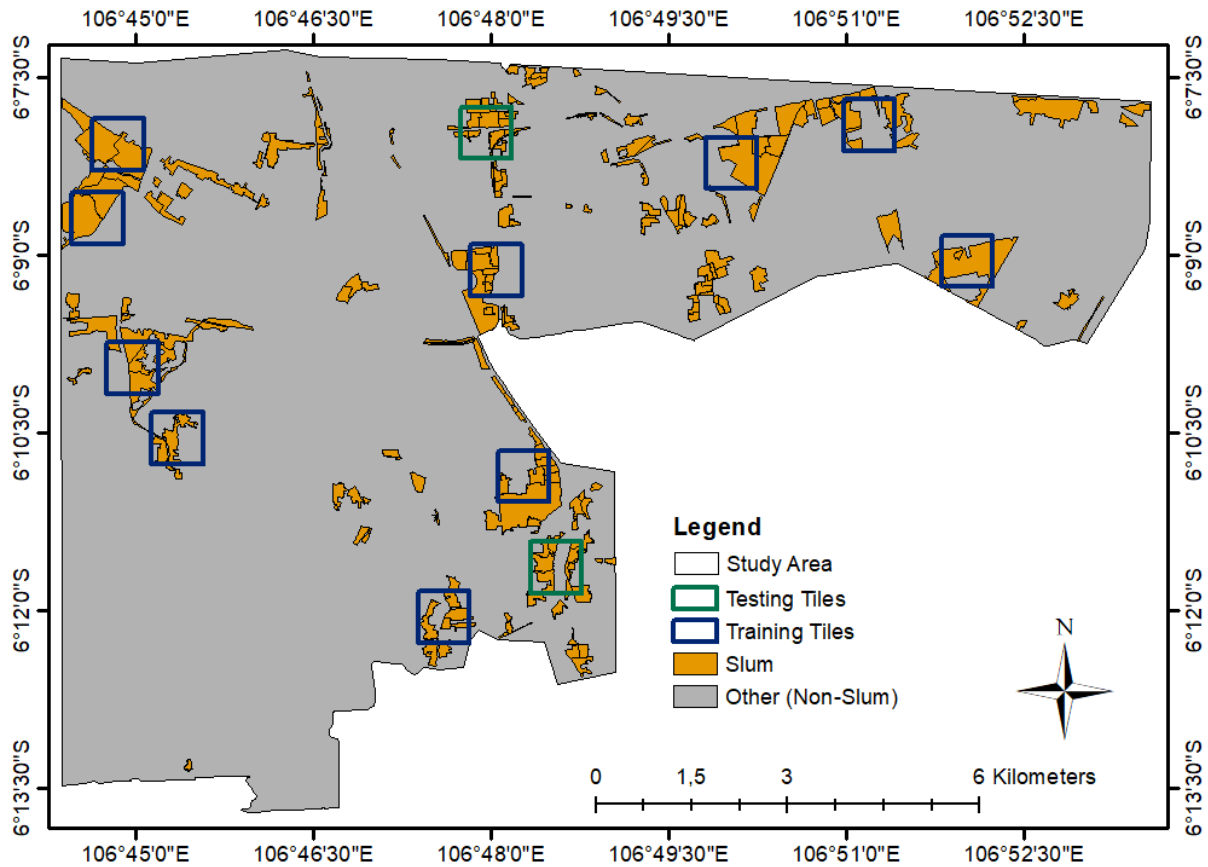 106°45'0"E 106°46'30"E 106°48'0"E 106°49'30"E 106°51'0"E 106°52'30"E
6°7'30"S 6°7'30"S
6°9'0"S 6°9'0"S
6°10'30"S 6°10'30"S
6°12'0"S 6°12'0"S
6°13'30"S 6°13'30"S
Legend
Study Area
Testing Tiles
Training Tiles
Slum
Other (Non-Slum)
N
0 1,5 3 6 Kilometers
106°45'0"E 106°46'30"E 106°48'0"E 106°49'30"E 106°51'0"E 106°52'30"E